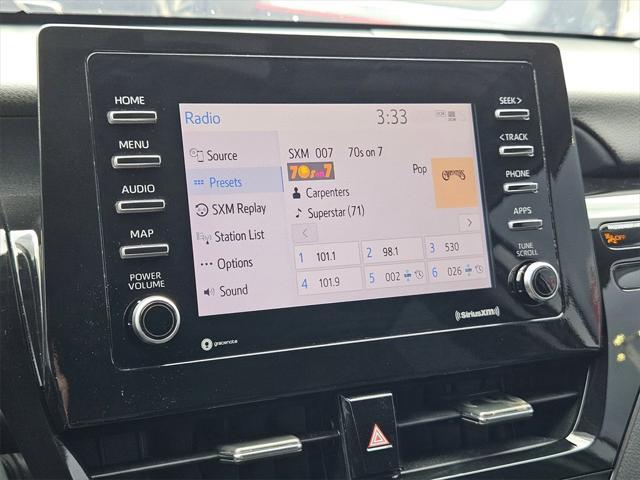 HOME
MENU
AUDIO
MAP
POWER
VOLUME
gracenote
Radio
3:33
Source
Presets
SXM Replay
Station List
Options
Sound
SXM 007 70s on 7
70s on 7
Pop
Carpenters
Carpenters
Superstar (71)
1 101.1
2 98.1
3 530
4 101.9
5 002
6 026
SEEK >
< TRACK
PHONE
APPS
TUNE
SCROLL
((SiriusXM))
OFF